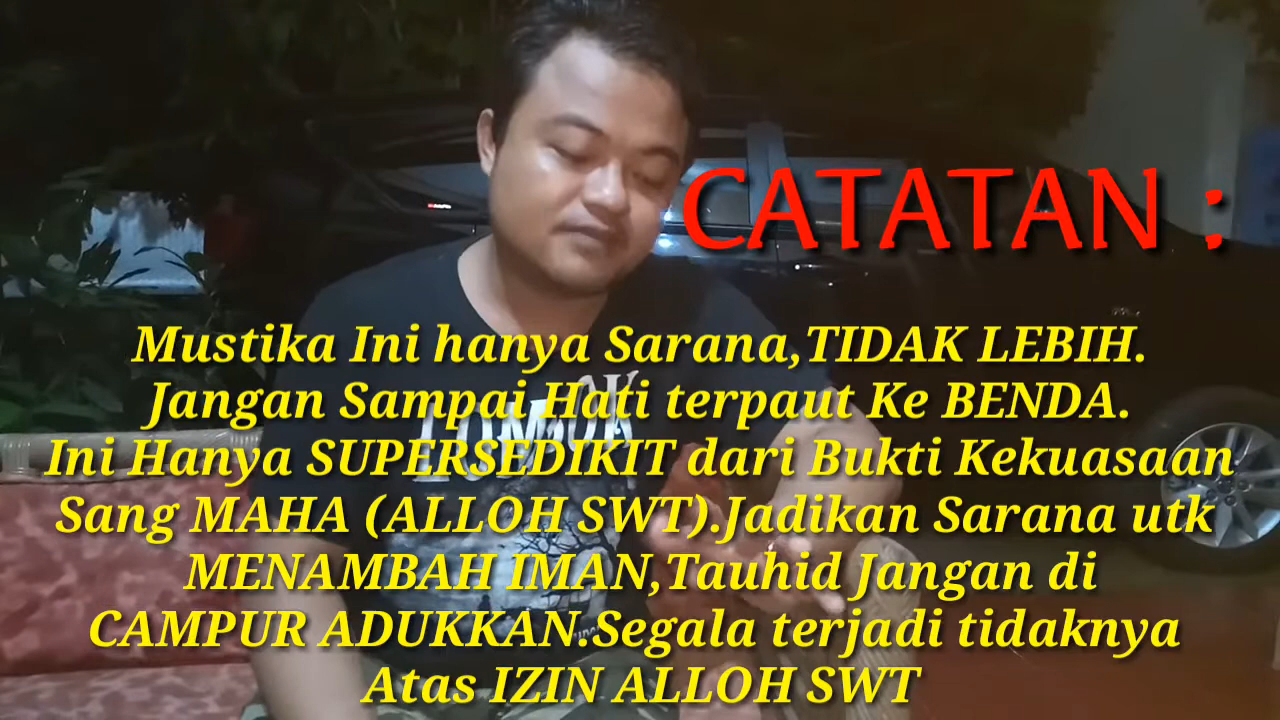 CATATAN :
Mustika Ini hanya Sarana,TIDAK LEBIH.
Jangan Sampai Hati terpaut Ke BENDA.
Ini Hanya SUPERSEDIKIT dari Bukti Kekuasaan
Sang MAHA (ALLOH SWT).Jadikan Sarana utk
MENAMBAH IMAN,Tauhid Jangan di
CAMPUR ADUKKAN.Segala terjadi tidaknya
Atas IZIN ALLOH SWT
LOMBOK